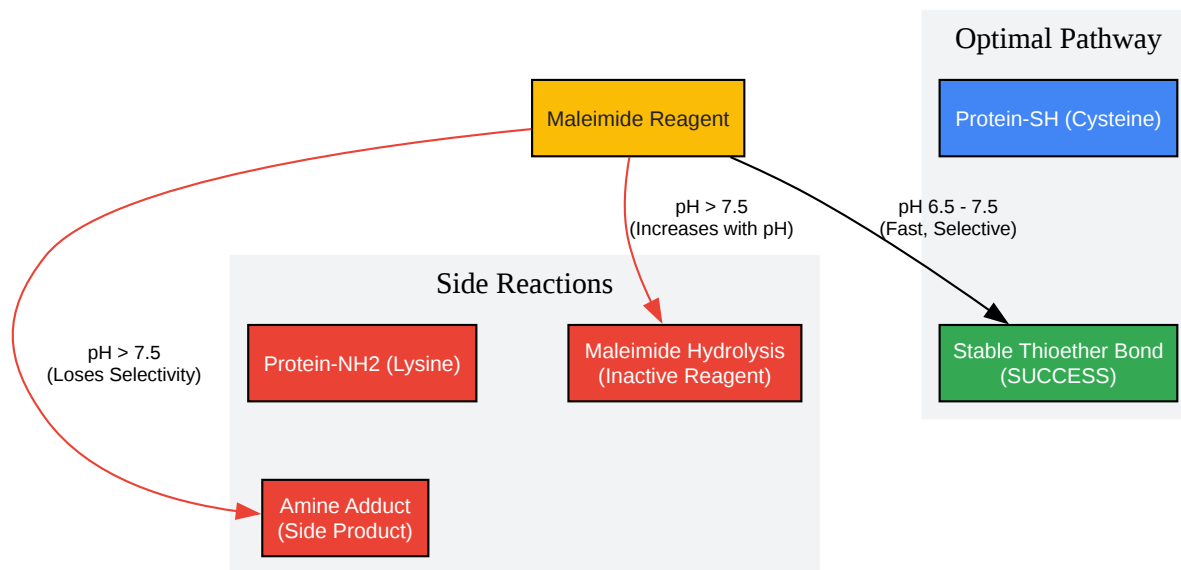 Optimal Pathway
Maleimide Reagent
Protein-SH (Cysteine)
pH > 7.5
(Increases with pH)
pH 6.5 - 7.5
(Fast, Selective)
Side Reactions
pH > 7.5
(Loses Selectivity)
Protein-NH2 (Lysine)
Maleimide Hydrolysis
(Inactive Reagent)
Stable Thioether Bond
(SUCCESS)
Amine Adduct
(Side Product)